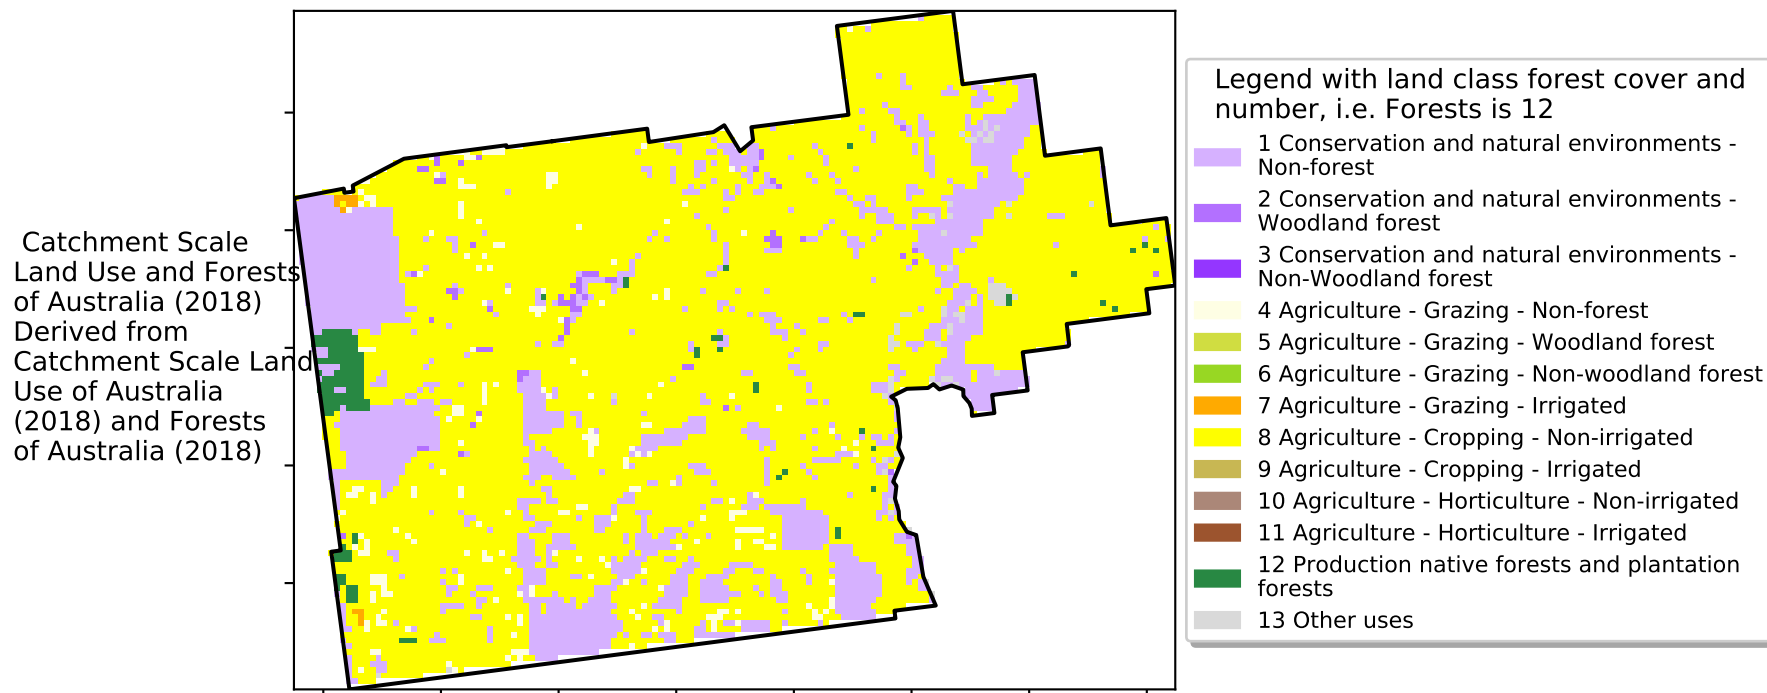 Catchment Scale
Land Use and Forests
of Australia (2018)
Derived from
Catchment Scale Land
Use of Australia
(2018) and Forests
of Australia (2018)
Legend with land class forest cover and
number, i.e. Forests is 12
1 Conservation and natural environments -
Non-forest
2 Conservation and natural environments -
Woodland forest
3 Conservation and natural environments -
Non-Woodland forest
4 Agriculture - Grazing - Non-forest
5 Agriculture - Grazing - Woodland forest
6 Agriculture - Grazing - Non-woodland forest
7 Agriculture - Grazing - Irrigated
8 Agriculture - Cropping - Non-irrigated
9 Agriculture - Cropping - Irrigated
10 Agriculture - Horticulture - Non-irrigated
11 Agriculture - Horticulture - Irrigated
12 Production native forests and plantation
forests
13 Other uses